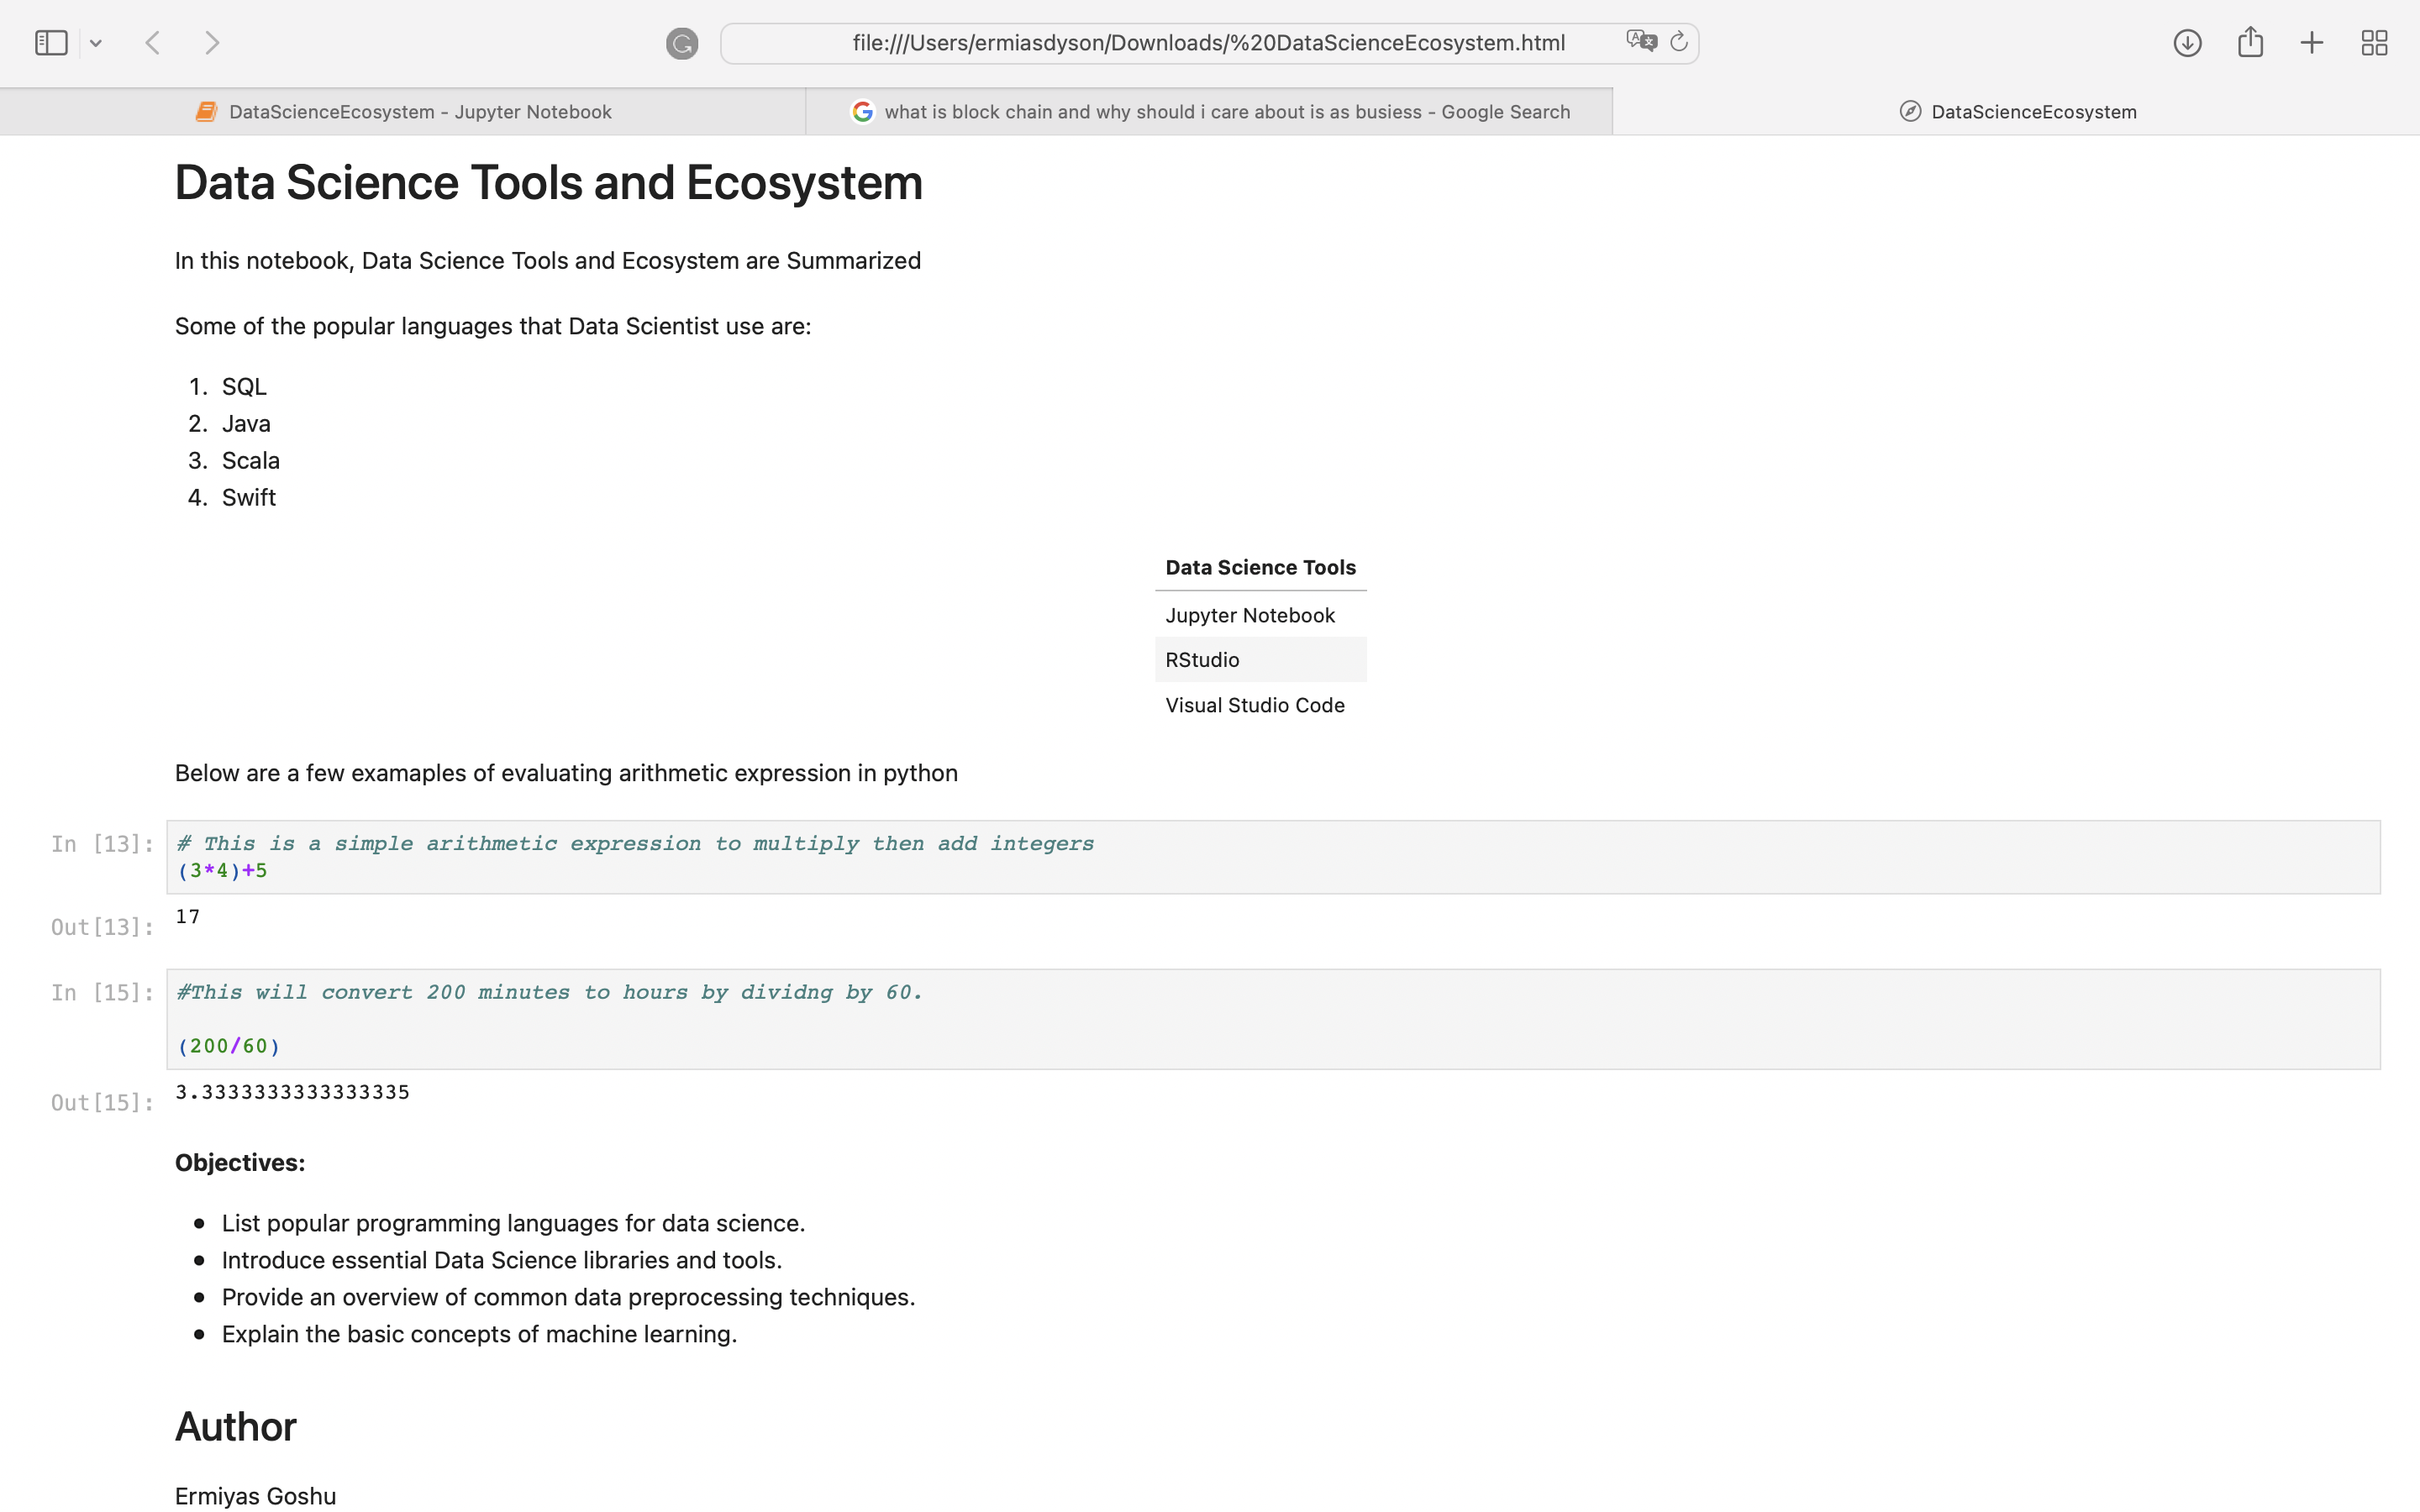 file:///Users/ermiasdyson/Downloads/%20DataScienceEcosystem.html
DataScienceEcosystem - Jupyter Notebook
what is block chain and why should i care about is as busiess - Google Search
DataScienceEcosystem
Data Science Tools and Ecosystem
In this notebook, Data Science Tools and Ecosystem are Summarized
Some of the popular languages that Data Scientist use are:
1. SQL
2. Java
3. Scala
4. Swift
Data Science Tools
Jupyter Notebook
RStudio
Visual Studio Code
Below are a few examaples of evaluating arithmetic expression in python
In [13]: # This is a simple arithmetic expression to multiply then add integers
(3*4)+5
Out[13]: 17
In [15]: #This will convert 200 minutes to hours by dividng by 60.
(200/60)
Out[15]: 3.3333333333333335
Objectives:
• List popular programming languages for data science.
• Introduce essential Data Science libraries and tools.
• Provide an overview of common data preprocessing techniques.
• Explain the basic concepts of machine learning.
Author
Ermiyas Goshu